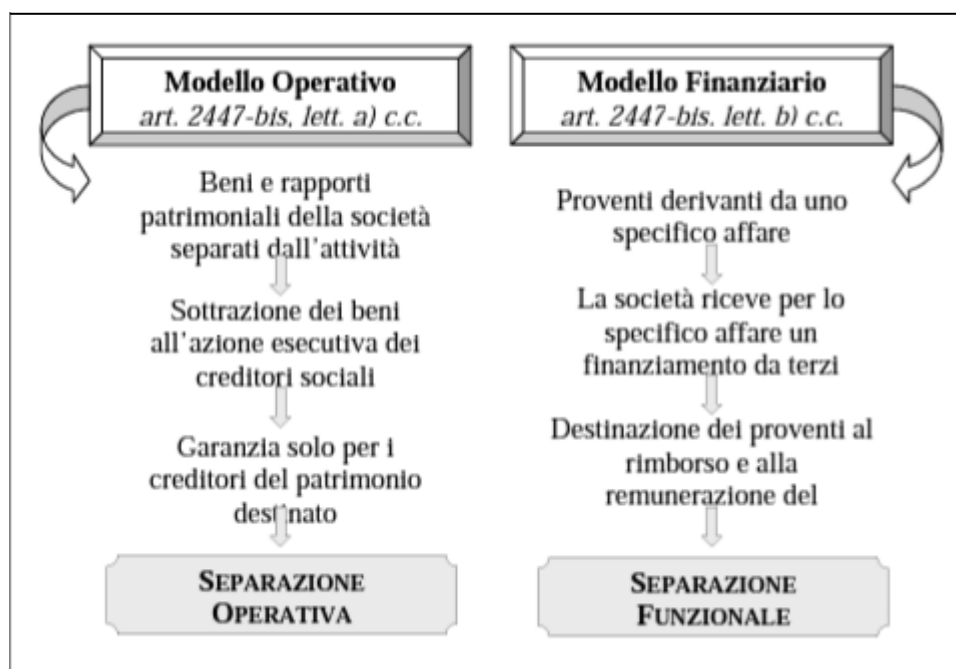 Modello Operativo
art. 2447-bis, lett. a) c.c.
Beni e rapporti
patrimoniali della società
separati dall'attività
Sottrazione dei beni
all'azione esecutiva dei
creditori sociali
Garanzia solo per i
creditori del patrimonio
destinato
SEPARAZIONE
OPERATIVA
Modello Finanziario
art. 2447-bis. lett. b) c.c.
Proventi derivanti da uno
specifico affare
La società riceve per lo
specifico affare un
finanziamento da terzi
Destinazione dei proventi al
rimborso e alla
remunerazione del
SEPARAZIONE
FUNZIONALE